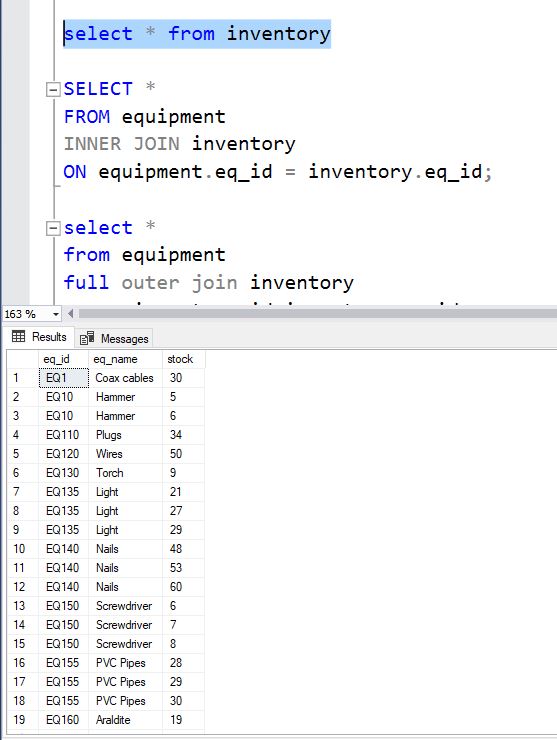 select * from inventory
SELECT *
FROM equipment
INNER JOIN inventory
ON equipment.eq_id = inventory.eq_id;
select *
from equipment
full outer join inventory
163 %
Results Messages
eq_id eq_name stock
1 EQ1 Coax cables 30
2 EQ10 Hammer 5
3 EQ10 Hammer 6
4 EQ110 Plugs 34
5 EQ120 Wires 50
6 EQ130 Torch 9
7 EQ135 Light 21
8 EQ135 Light 27
9 EQ135 Light 29
10 EQ140 Nails 48
11 EQ140 Nails 53
12 EQ140 Nails 60
13 EQ150 Screwdriver 6
14 EQ150 Screwdriver 7
15 EQ150 Screwdriver 8
16 EQ155 PVC Pipes 28
17 EQ155 PVC Pipes 29
18 EQ155 PVC Pipes 30
19 EQ160 Araldite 19